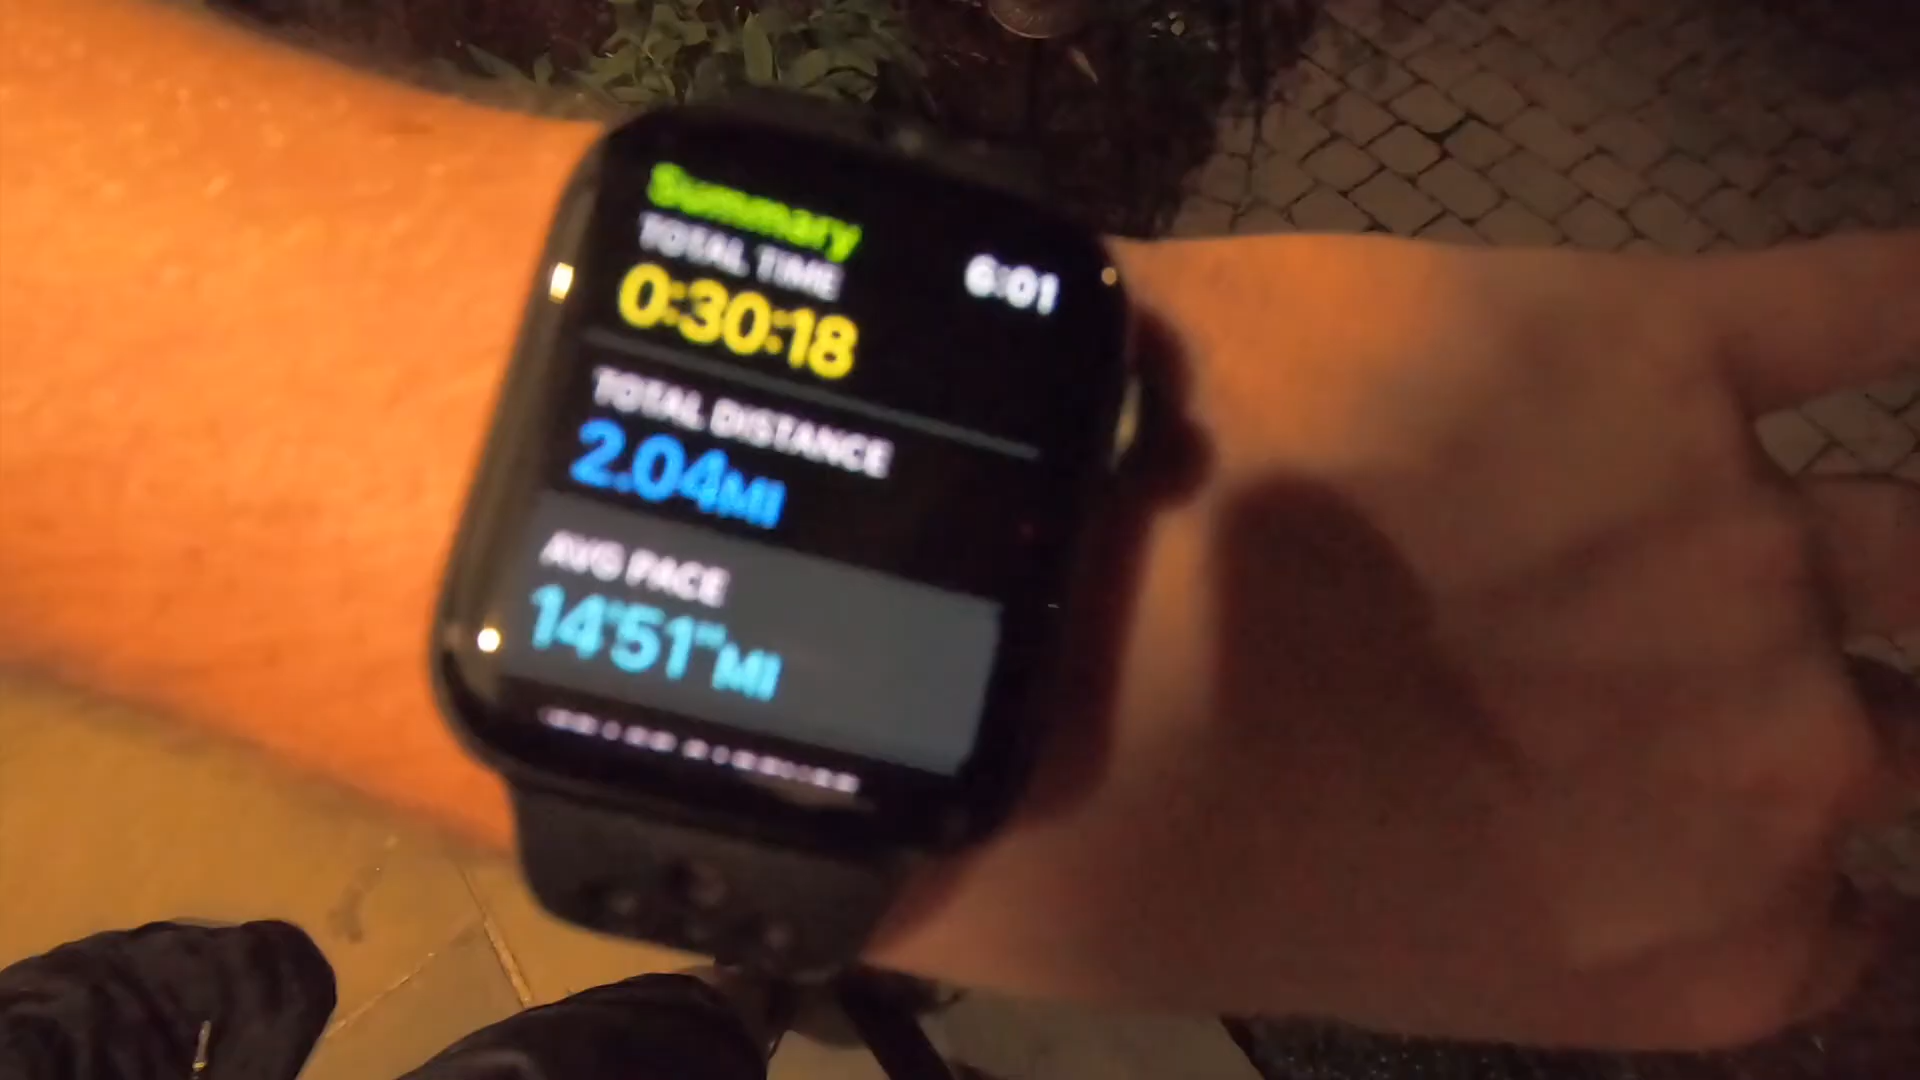 Summary
TOTAL TIME
6:01
0:30:18
TOTAL DISTANCE
2.04MI
AVG PACE
14'51"MI